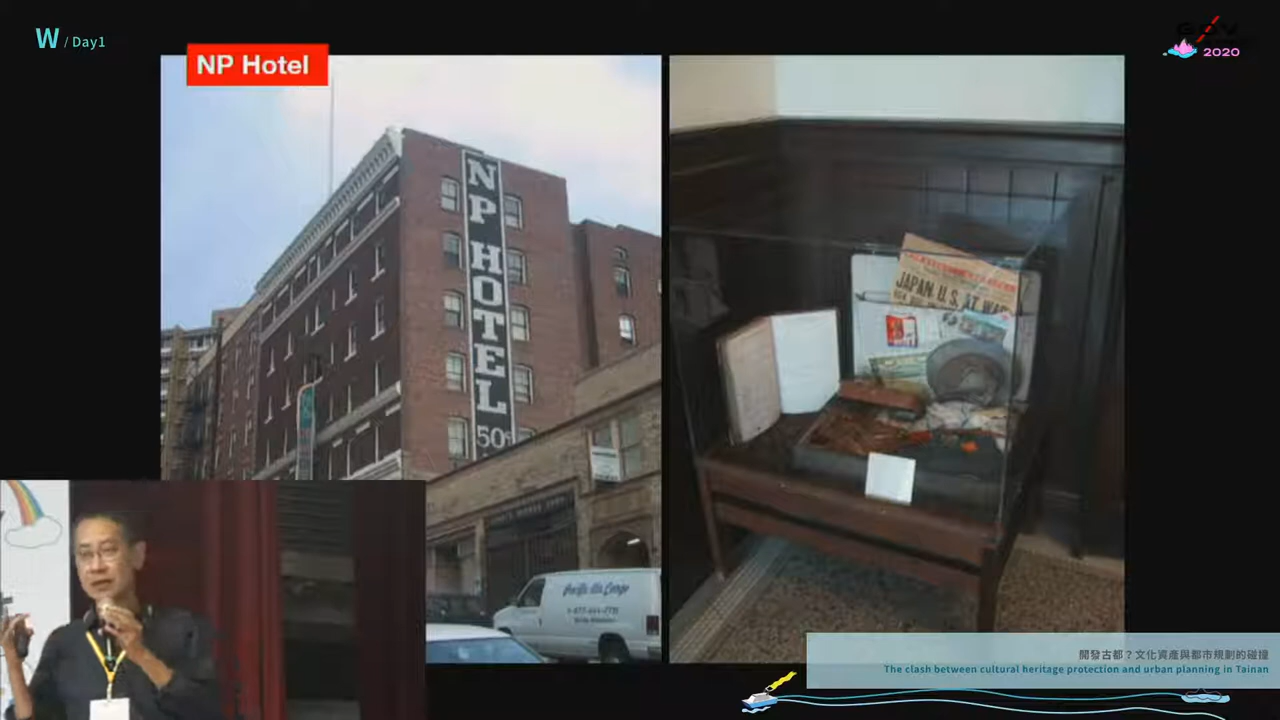 W / Day1
NP Hotel
G0V
2020
NP HOTEL
50¢
JAPAN, U.S. AT WAR
Pacific Air Cargo
開發古都？文化資產與都市規劃的碰撞
The clash between cultural heritage protection and urban planning in Tainan